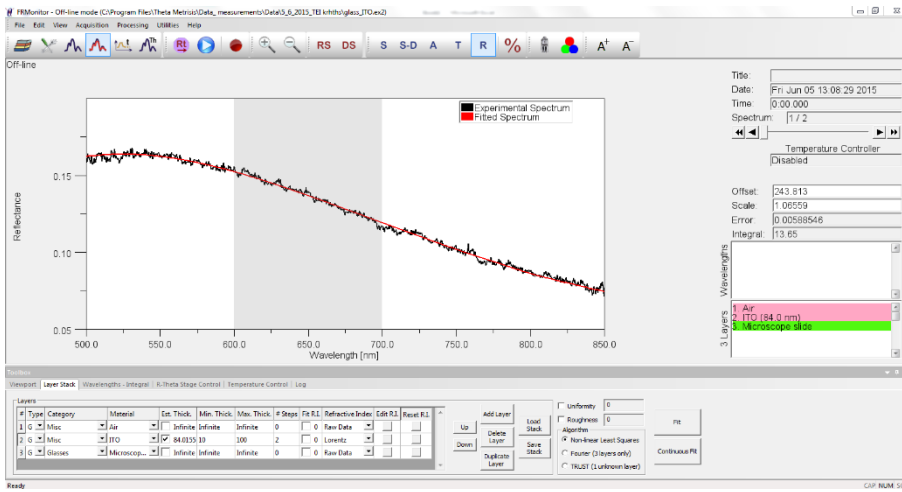 FRMonitor - Off-line mode (C:\Program Files\Theta Metrisis\Data_ measurements\Data\S_6_2015_TEI krhths\glass_ITO.ex2)
File Edit View Acquisition Processing Utilities Help
Rt RS DS S S-D A T R % A+ A-
Off-line
Experimental Spectrum
Fitted Spectrum
0.15
0.10
0.05
Reflectance
500.0 550.0 600.0 650.0 700.0 750.0 800.0 850.0
Wavelength [nm]
Title:
Date: Fri Jun 05 13:08:29 2015
Time: 0:00.000
Spectrum: 1 / 2
Temperature Controller
Disabled
Offset: 243.813
Scale: 1.06559
Error: 0.00588546
Integral: 13.65
Wavelengths
3 Layers
1. Air
2. ITO (84.0 nm)
3. Microscope slide
Toolbox
Viewport Layer Stack Wavelengths - Integral R-Theta Stage Control Temperature Control Log
Layers
# Type Category Material Est. Thick. Min. Thick. Max. Thick. # Steps Fit R.I. Refractive Index Edit R.I. Reset R.I.
1 G Misc Air Infinite Infinite Infinite 0 0 Raw Data
2 G Misc ITO 84.0155 10 100 2 0 Lorentz
3 G Glasses Microscop... Infinite Infinite Infinite 0 0 Raw Data
Up
Down
Add Layer
Delete Layer
Duplicate Layer
Load Stack
Save Stack
Uniformity 0
Roughness 0
Algorithm
Non-linear Least Squares
Fourier (3 layers only)
TRUST (1 unknown layer)
Fit
Continuous Fit
Ready
CAP NUM